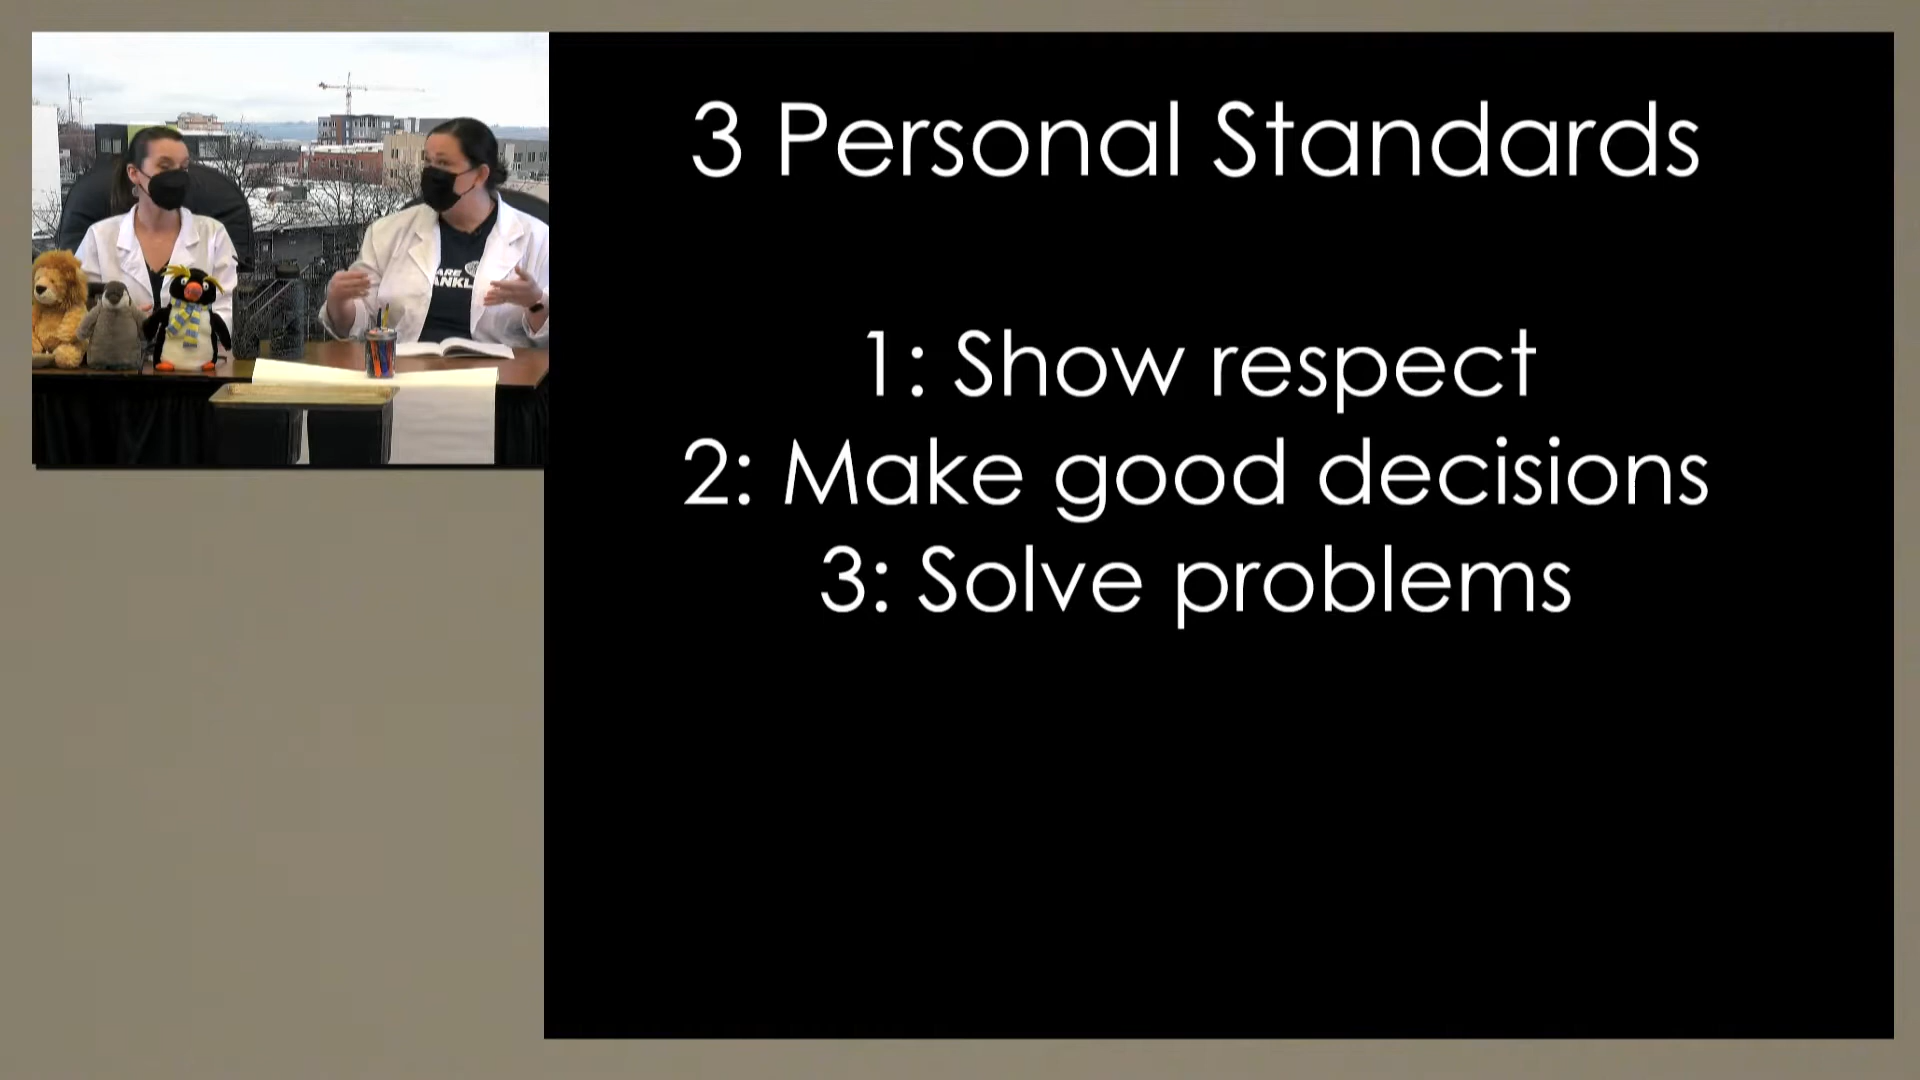 3 Personal Standards
1: Show respect
2: Make good decisions
3: Solve problems